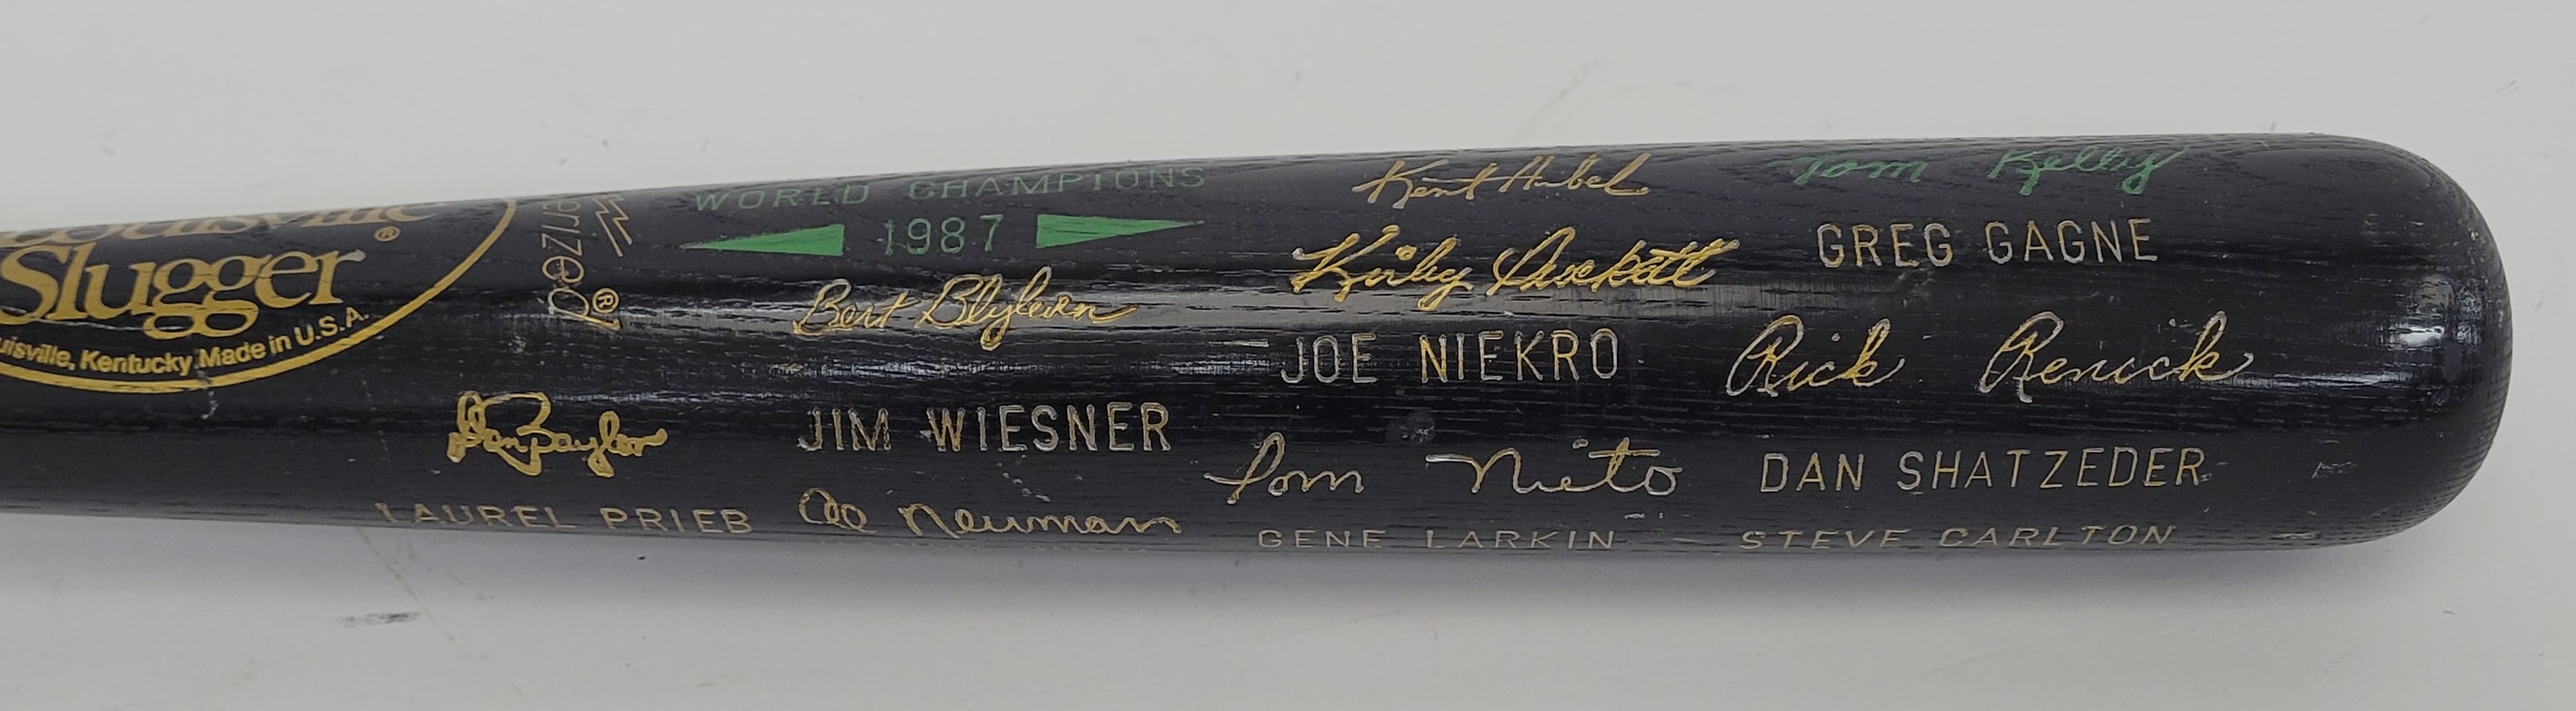 Louisville
Slugger®
Louisville, Kentucky Made in U.S.A.
WORLD CHAMPIONS
1987
Kent Hrbek
Tom Kelly
Bert Blyleven
Kirby Puckett
GREG GAGNE
JOE NIEKRO
Rick Renick
Don Baylor
JIM WIESNER
Tom Nieto
DAN SHATZEDER
LAUREL PRIEB
Al Newman
GENE LARKIN
STEVE CARLTON